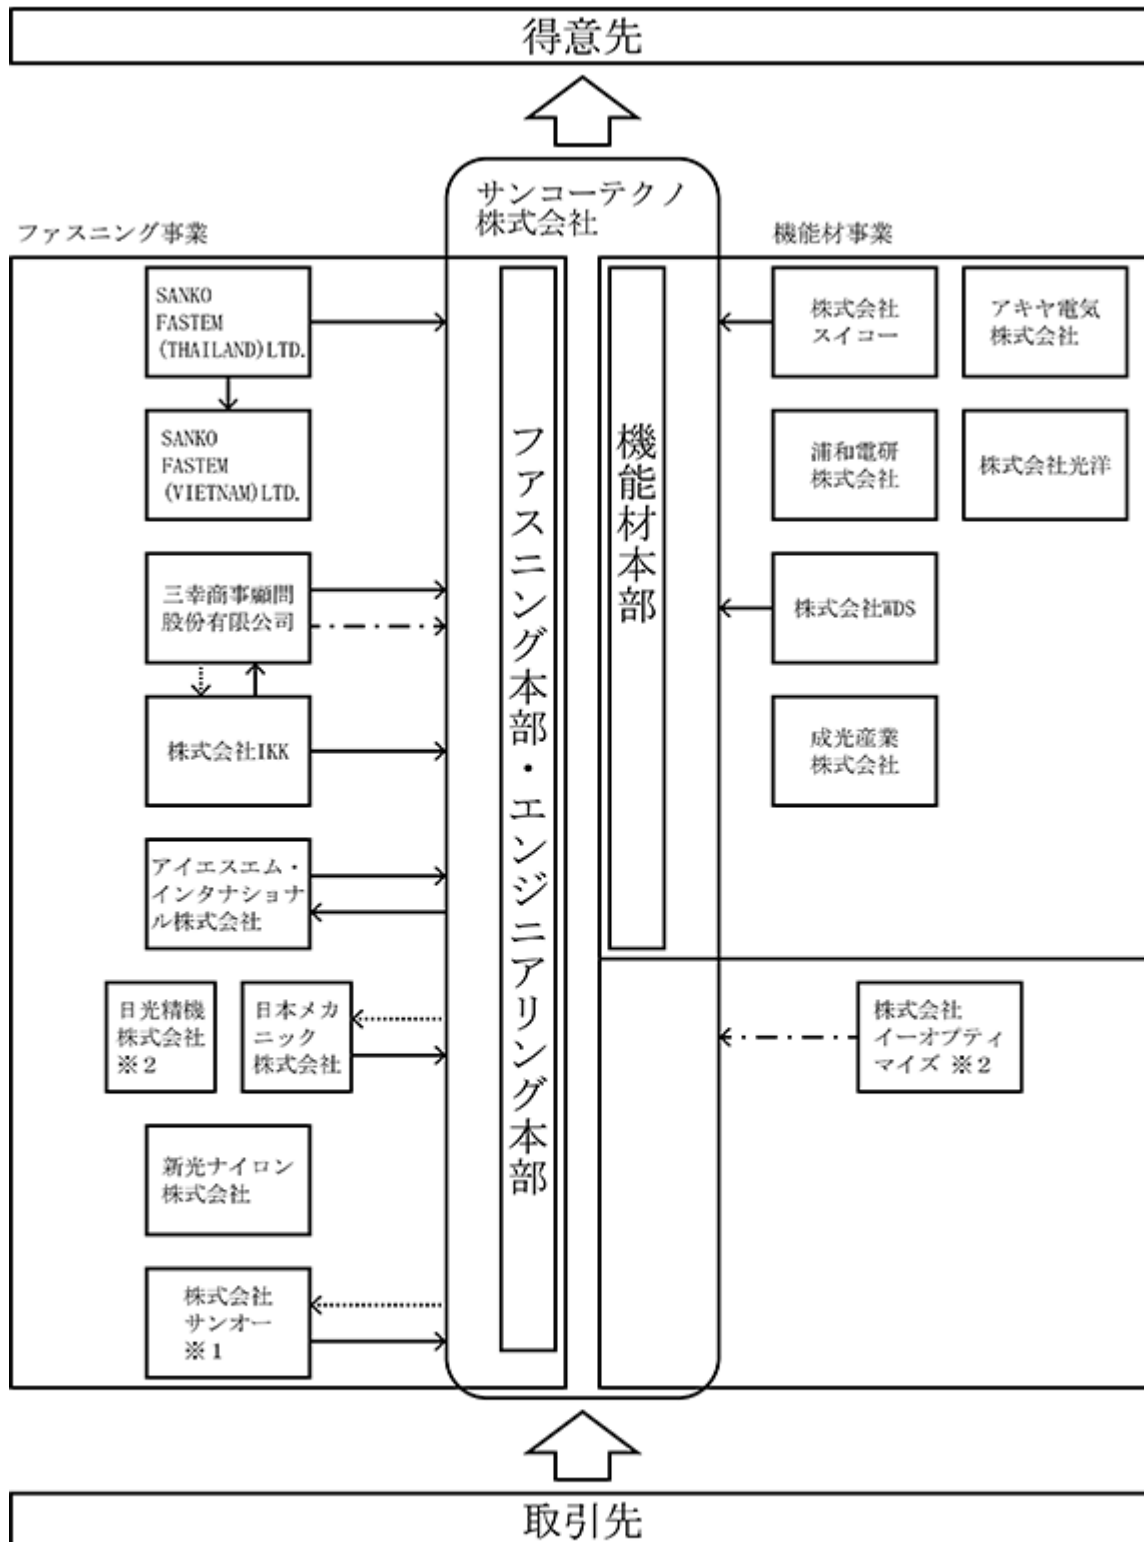 得意先
サンコーテクノ
株式会社
ファスニング事業
機能材事業
SANKO
FASTEM
(THAILAND)LTD.
SANKO
FASTEM
(VIETNAM)LTD.
三幸商事顧問
股份有限公司
株式会社IKK
アイエスエム・
インタナショナ
ル株式会社
日光精機
株式会社
※2
日本メカ
ニック
株式会社
新光ナイロン
株式会社
株式会社
サンオー
※1
ファスニング本部・エンジニアリング本部
機能材本部
株式会社
スイコー
アキヤ電気
株式会社
浦和電研
株式会社
株式会社光洋
株式会社WDS
成光産業
株式会社
株式会社
イーオプティ
マイズ ※2
取引先